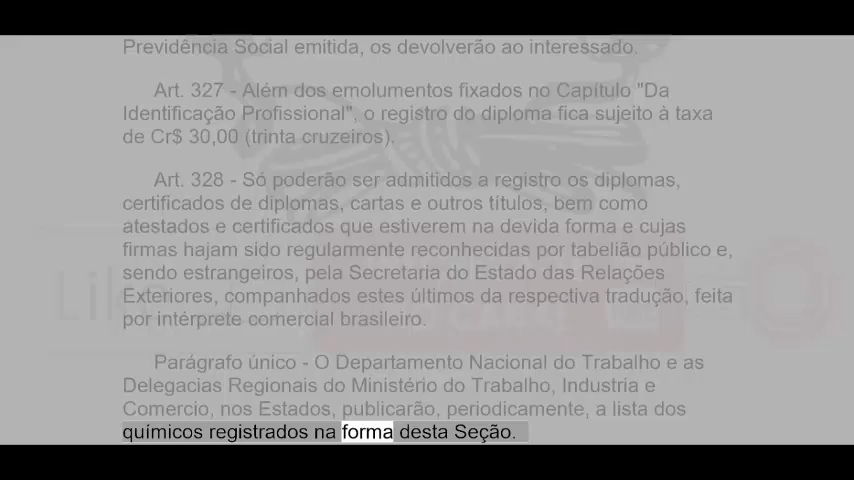 Previdência Social emitida, os devolverão ao interessado.
Art. 327 - Além dos emolumentos fixados no Capítulo "Da
Identificação Profissional", o registro do diploma fica sujeito à taxa
de Cr$ 30,00 (trinta cruzeiros).
Art. 328 - Só poderão ser admitidos a registro os diplomas,
certificados de diplomas, cartas e outros títulos, bem como
atestados e certificados que estiverem na devida forma e cujas
firmas hajam sido regularmente reconhecidas por tabelião público e,
sendo estrangeiros, pela Secretaria do Estado das Relações
Exteriores, companhados estes últimos da respectiva tradução, feita
por intérprete comercial brasileiro.
Parágrafo único - O Departamento Nacional do Trabalho e as
Delegacias Regionais do Ministério do Trabalho, Industria e
Comercio, nos Estados, publicarão, periodicamente, a lista dos
químicos registrados na forma desta Seção.